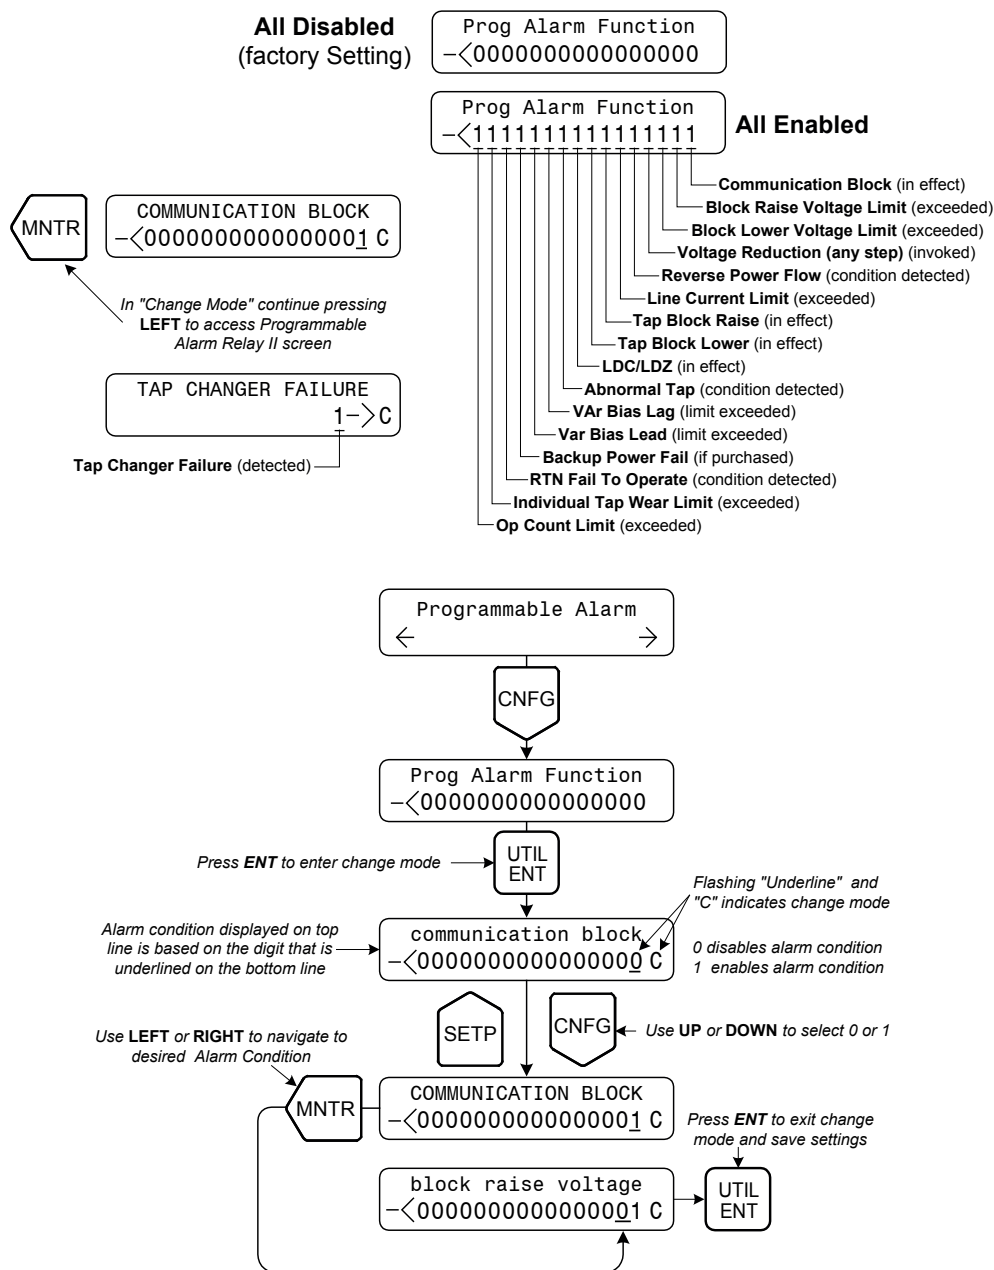 All Disabled
(factory Setting)
Prog Alarm Function
−<0000000000000000
Prog Alarm Function
−<1111111111111111
All Enabled
Communication Block (in effect)
Block Raise Voltage Limit (exceeded)
Block Lower Voltage Limit (exceeded)
Voltage Reduction (any step) (invoked)
Reverse Power Flow (condition detected)
Line Current Limit (exceeded)
Tap Block Raise (in effect)
Tap Block Lower (in effect)
LDC/LDZ (in effect)
Abnormal Tap (condition detected)
VAr Bias Lag (limit exceeded)
Var Bias Lead (limit exceeded)
Backup Power Fail (if purchased)
RTN Fail To Operate (condition detected)
Individual Tap Wear Limit (exceeded)
Op Count Limit (exceeded)
MNTR
COMMUNICATION BLOCK
−<0000000000000001 C
In "Change Mode" continue pressing
LEFT to access Programmable
Alarm Relay II screen
TAP CHANGER FAILURE
1−>C
Tap Changer Failure (detected)
Programmable Alarm
← →
CNFG
Prog Alarm Function
−<0000000000000000
Press ENT to enter change mode
UTIL
ENT
Flashing "Underline" and
"C" indicates change mode
Alarm condition displayed on top
line is based on the digit that is
underlined on the bottom line
communication block
−<0000000000000000 C
0 disables alarm condition
1 enables alarm condition
SETP
CNFG
Use UP or DOWN to select 0 or 1
Use LEFT or RIGHT to navigate to
desired Alarm Condition
MNTR
COMMUNICATION BLOCK
−<0000000000000001 C
Press ENT to exit change
mode and save settings
block raise voltage
−<0000000000000001 C
UTIL
ENT